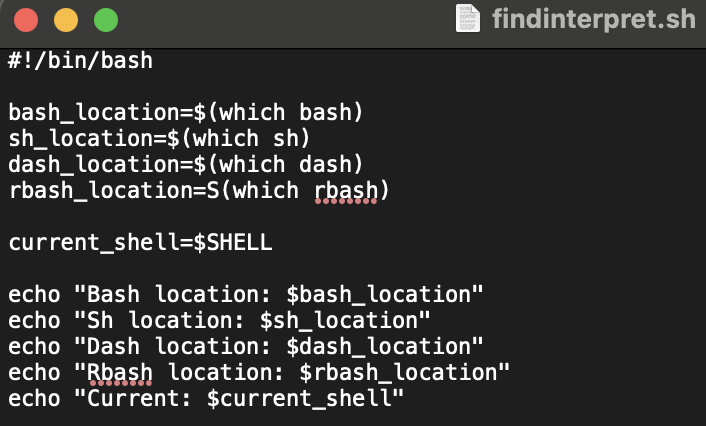 findinterpret.sh
#!/bin/bash
bash_location=$(which bash)
sh_location=$(which sh)
dash_location=$(which dash)
rbash_location=S(which rbash)
current_shell=$SHELL
echo "Bash location: $bash_location"
echo "Sh location: $sh_location"
echo "Dash location: $dash_location"
echo "Rbash location: $rbash_location"
echo "Current: $current_shell"